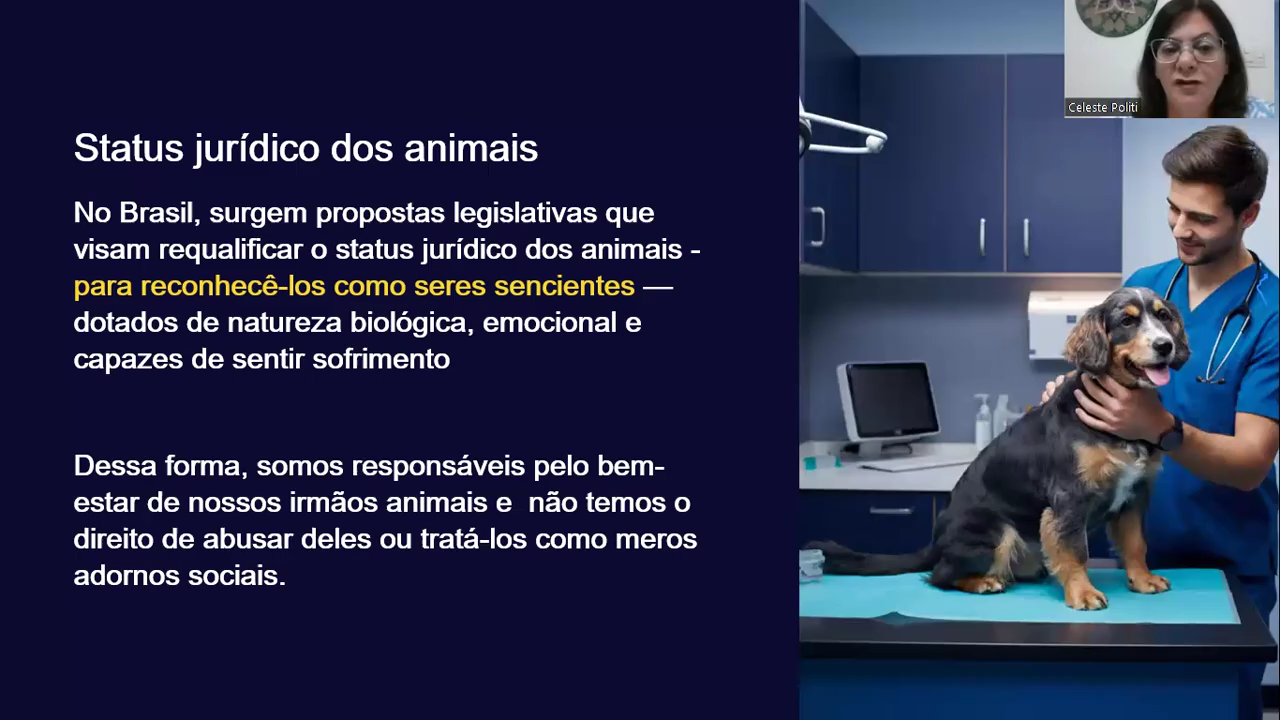 Status jurídico dos animais
No Brasil, surgem propostas legislativas que
visam requalificar o status jurídico dos animais -
para reconhecê-los como seres sencientes —
dotados de natureza biológica, emocional e
capazes de sentir sofrimento
Dessa forma, somos responsáveis pelo bem-
estar de nossos irmãos animais e  não temos o
direito de abusar deles ou tratá-los como meros
adornos sociais.
Celeste Politi